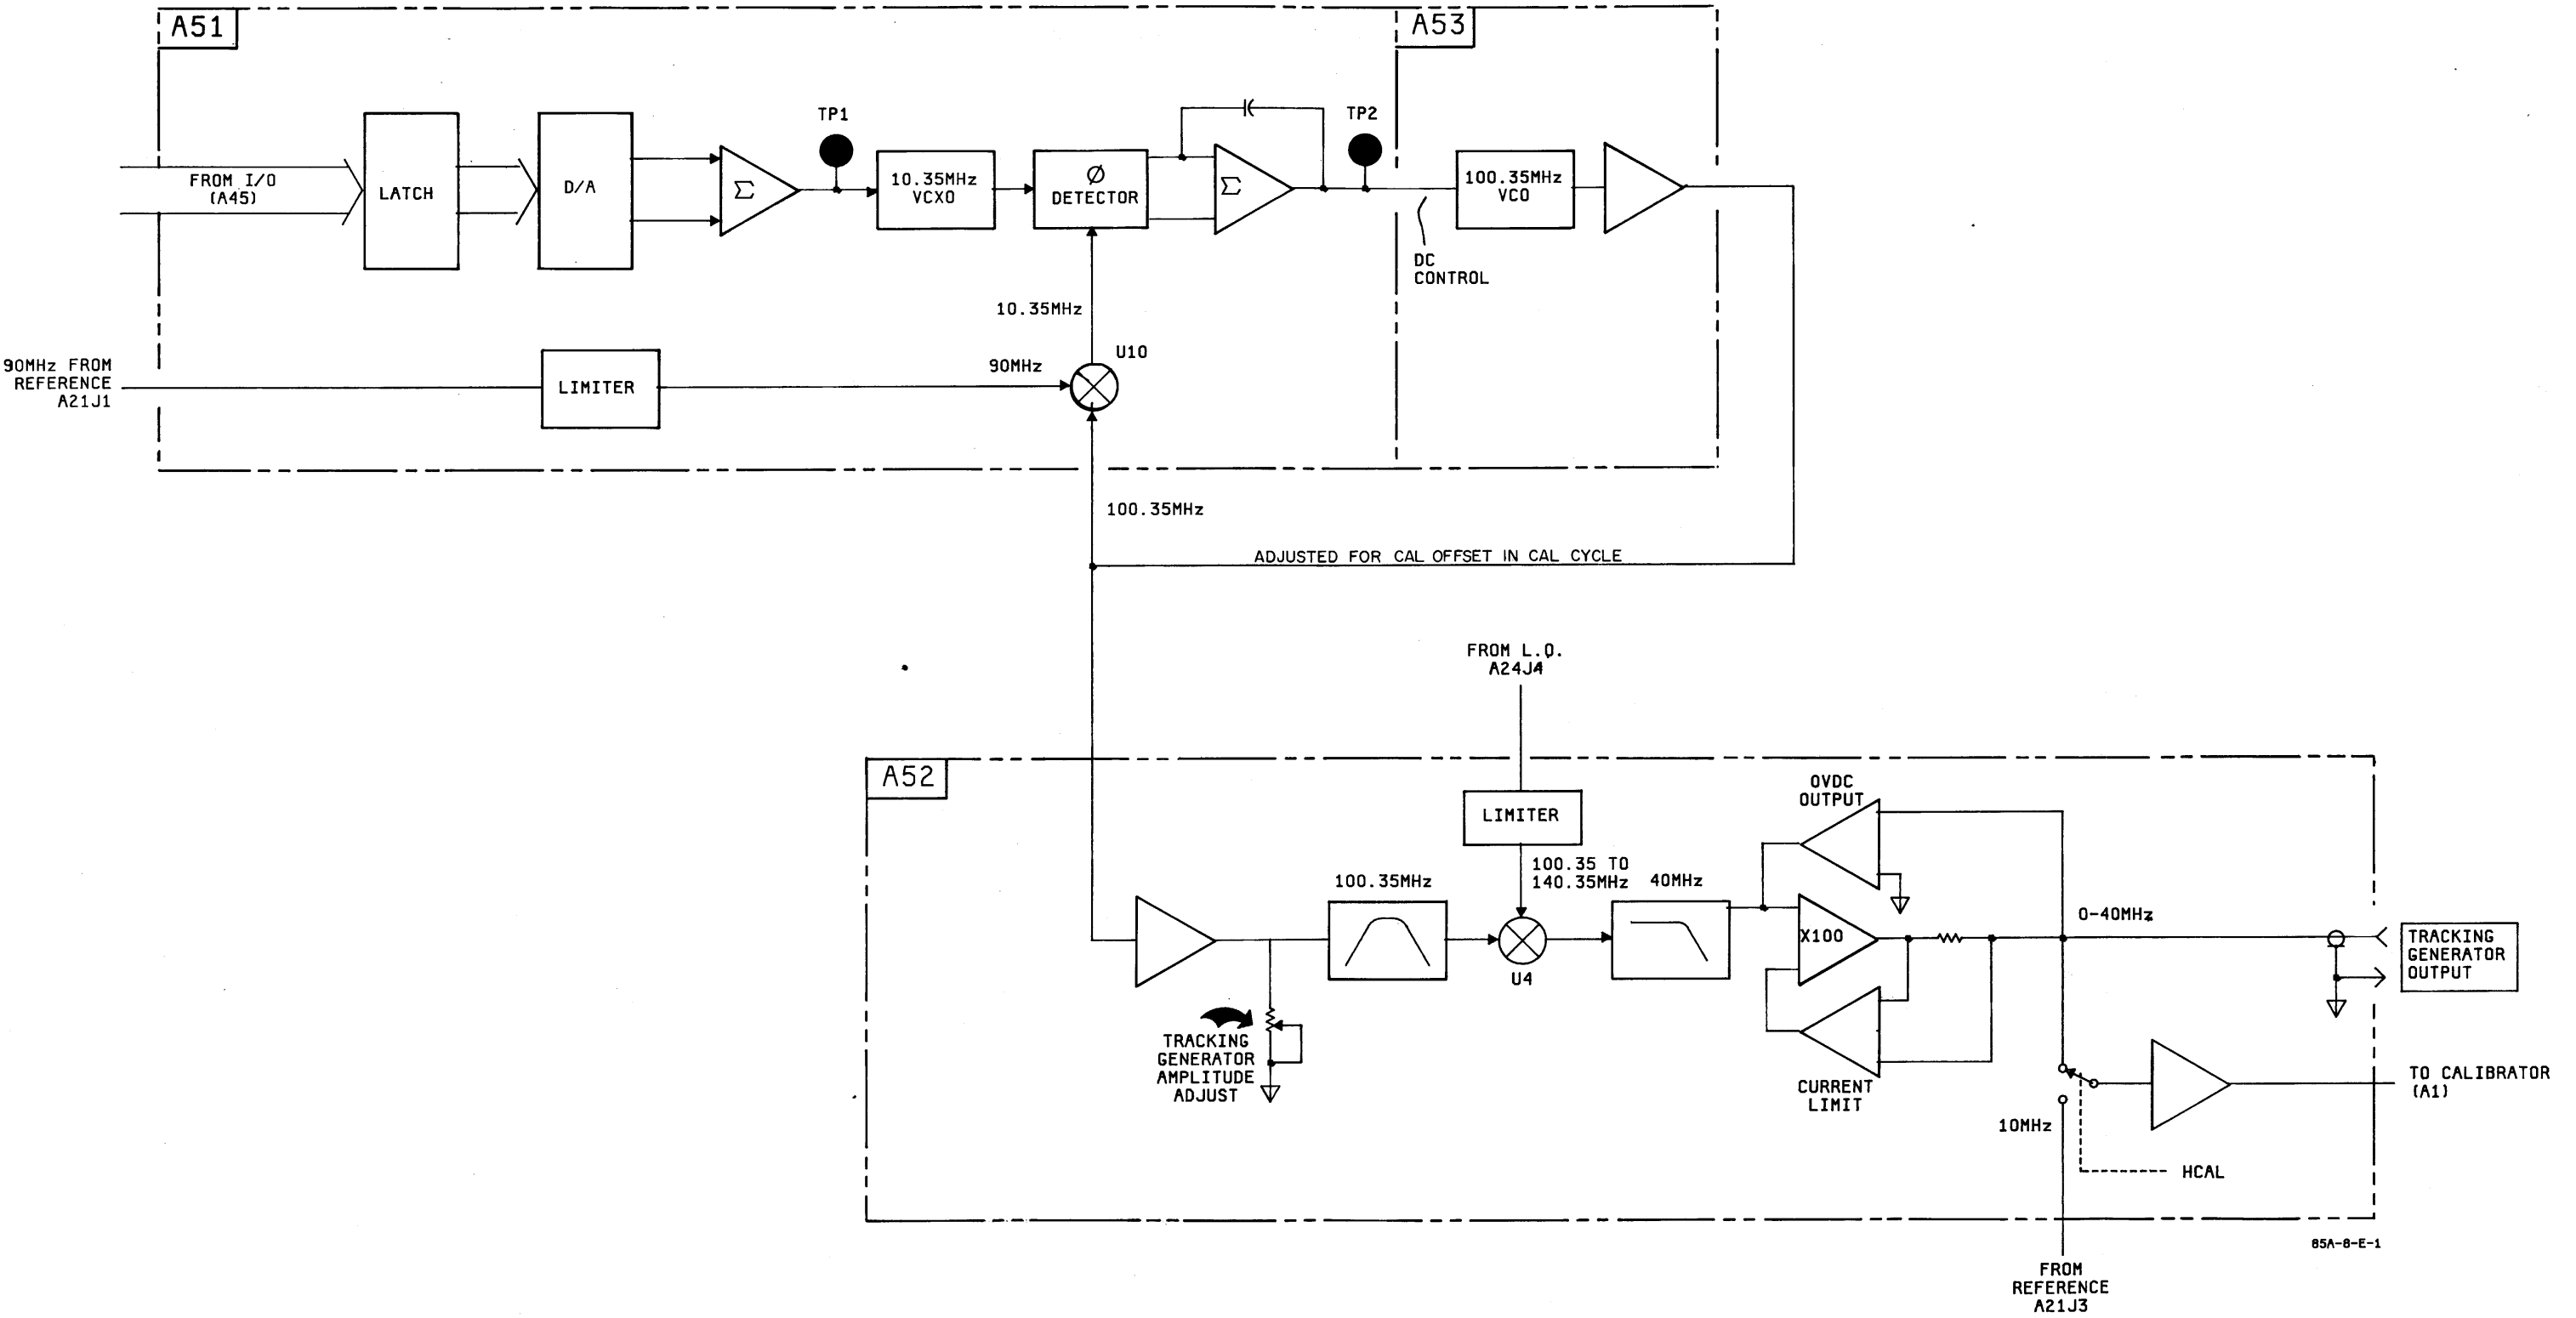 A51
A53
TP1
TP2
FROM I/O
(A45)
LATCH
D/A
Σ
10.35MHz
VCXO
Ø
DETECTOR
Σ
100.35MHz
VCO
DC
CONTROL
10.35MHz
90MHz FROM
REFERENCE
A21J1
LIMITER
90MHz
U10
100.35MHz
ADJUSTED FOR CAL OFFSET IN CAL CYCLE
FROM L.O.
A24J4
A52
LIMITER
0VDC
OUTPUT
100.35 TO
140.35MHz
100.35MHz
40MHz
X100
U4
0-40MHz
TRACKING
GENERATOR
OUTPUT
TRACKING
GENERATOR
AMPLITUDE
ADJUST
CURRENT
LIMIT
TO CALIBRATOR
(A1)
10MHz
HCAL
85A-8-E-1
FROM
REFERENCE
A21J3